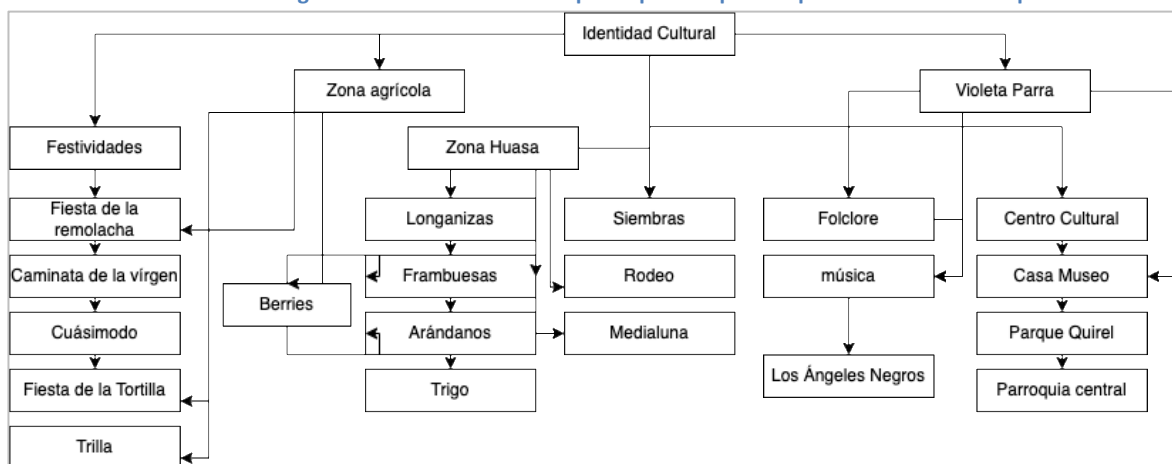 Identidad Cultural
Zona agrícola
Violeta Parra
Festividades
Zona Huasa
Fiesta de la
remolacha
Longanizas
Siembras
Folclore
Centro Cultural
Caminata de la vírgen
Berries
Frambuesas
Rodeo
música
Casa Museo
Cuásimodo
Arándanos
Medialuna
Parque Quirel
Fiesta de la Tortilla
Trigo
Los Ángeles Negros
Parroquia central
Trilla